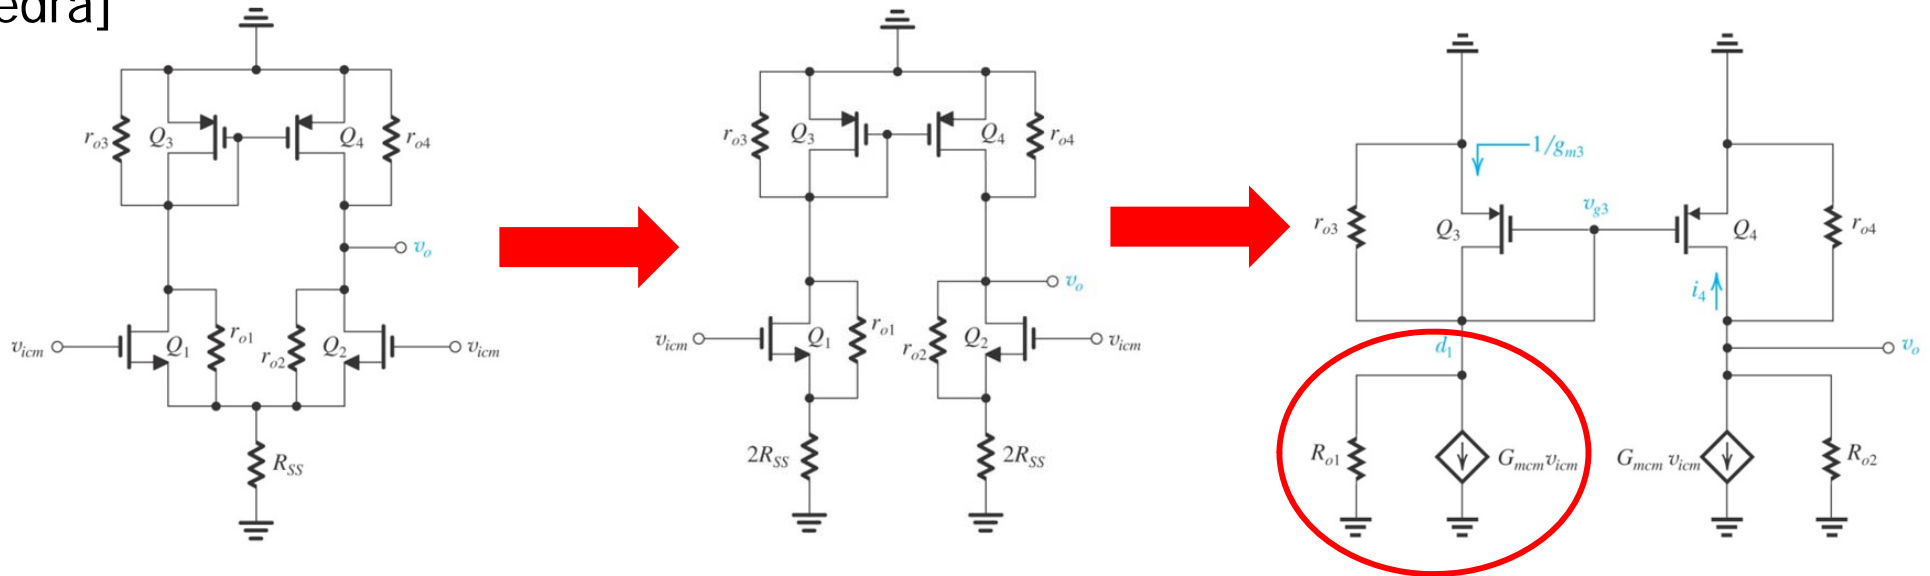 edra]
r_o3
Q_3
Q_4
r_o4
v_o
v_icm
Q_1
r_o1
r_o2
Q_2
v_icm
R_SS
r_o3
Q_3
Q_4
r_o4
v_o
v_icm
Q_1
r_o1
r_o2
Q_2
v_icm
2R_SS
2R_SS
1/g_m3
r_o3
Q_3
v_g3
Q_4
r_o4
i_4
d_1
v_o
R_o1
G_mcm v_icm
G_mcm v_icm
R_o2